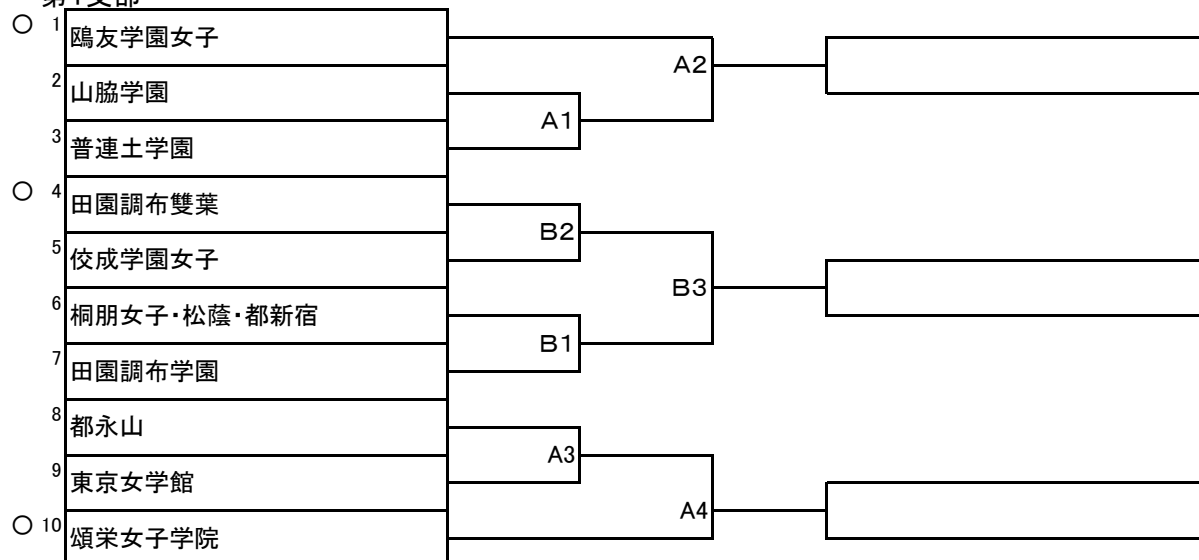 第1支部
○ 1 鷗友学園女子
2 山脇学園
3 普連土学園
○ 4 田園調布雙葉
5 佼成学園女子
6 桐朋女子・松蔭・都新宿
7 田園調布学園
8 都永山
9 東京女学館
○ 10 頌栄女子学院
A2
A1
B2
B3
B1
A3
A4